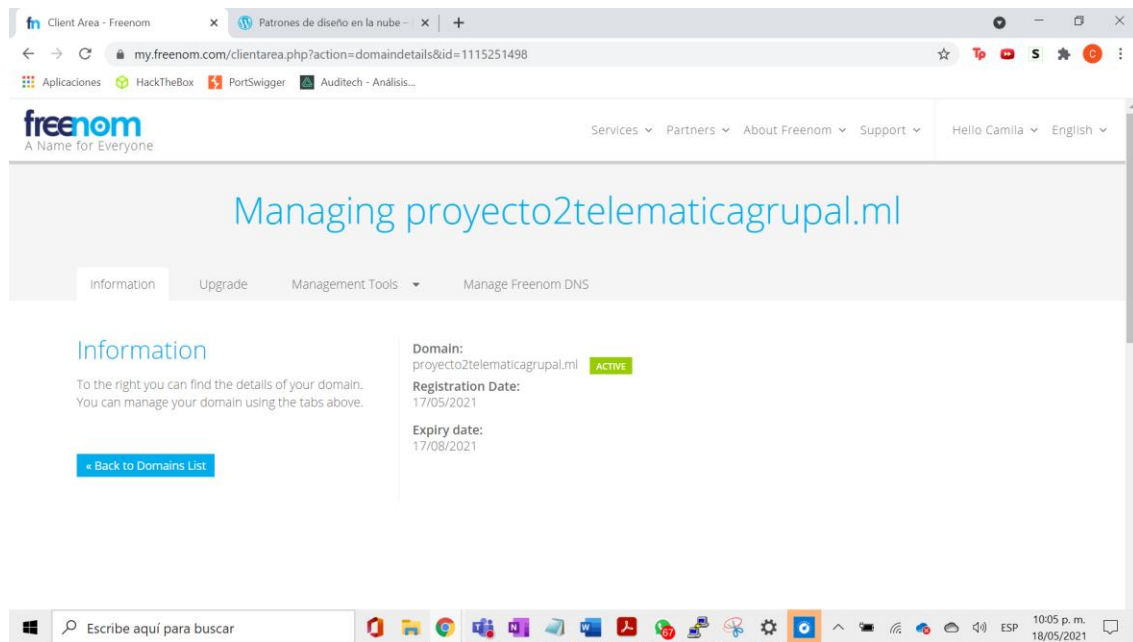 Client Area - Freenom
Patrones de diseño en la nube –
my.freenom.com/clientarea.php?action=domaindetails&id=1115251498
Tp
S
C
Aplicaciones HackTheBox PortSwigger Auditech - Análisis...
freenom
A Name for Everyone
Services Partners About Freenom Support Hello Camila English
Managing proyecto2telematicagrupal.ml
Information Upgrade Management Tools Manage Freenom DNS
Information
To the right you can find the details of your domain.
You can manage your domain using the tabs above.
« Back to Domains List
Domain:
proyecto2telematicagrupal.ml ACTIVE
Registration Date:
17/05/2021
Expiry date:
17/08/2021
Escribe aquí para buscar
67
ESP
10:05 p. m.
18/05/2021